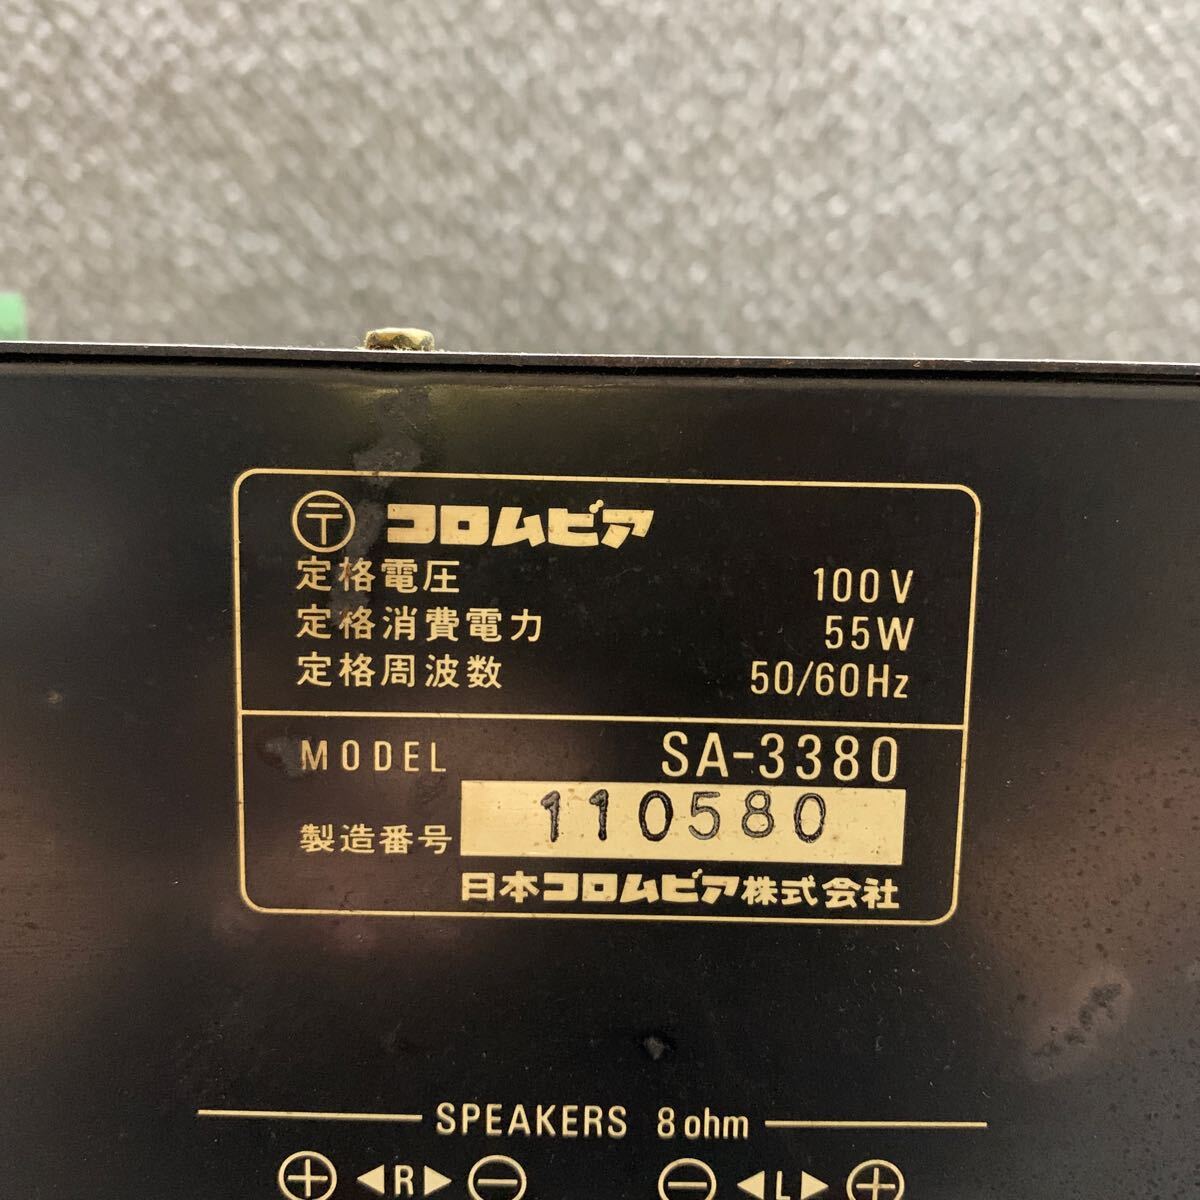 〒 コロムビア
定格電圧 100V
定格消費電力 55W
定格周波数 50/60Hz
MODEL SA-3380
製造番号 110580
日本コロムビア株式会社
SPEAKERS 8 ohm
⊕ ◀R▶ ⊖ ⊖ ◀L▶ ⊕